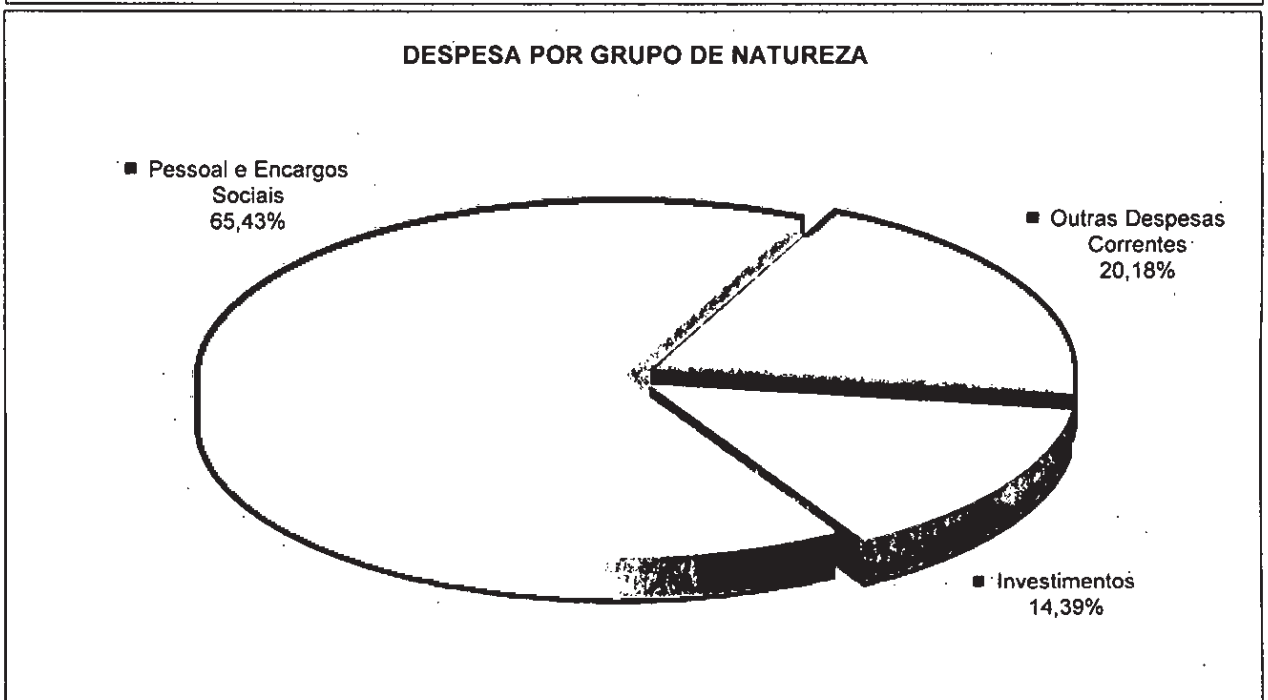 DESPESA POR GRUPO DE NATUREZA
Pessoal e Encargos
Sociais
65,43%
Outras Despesas
Correntes
20,18%
Investimentos
14,39%